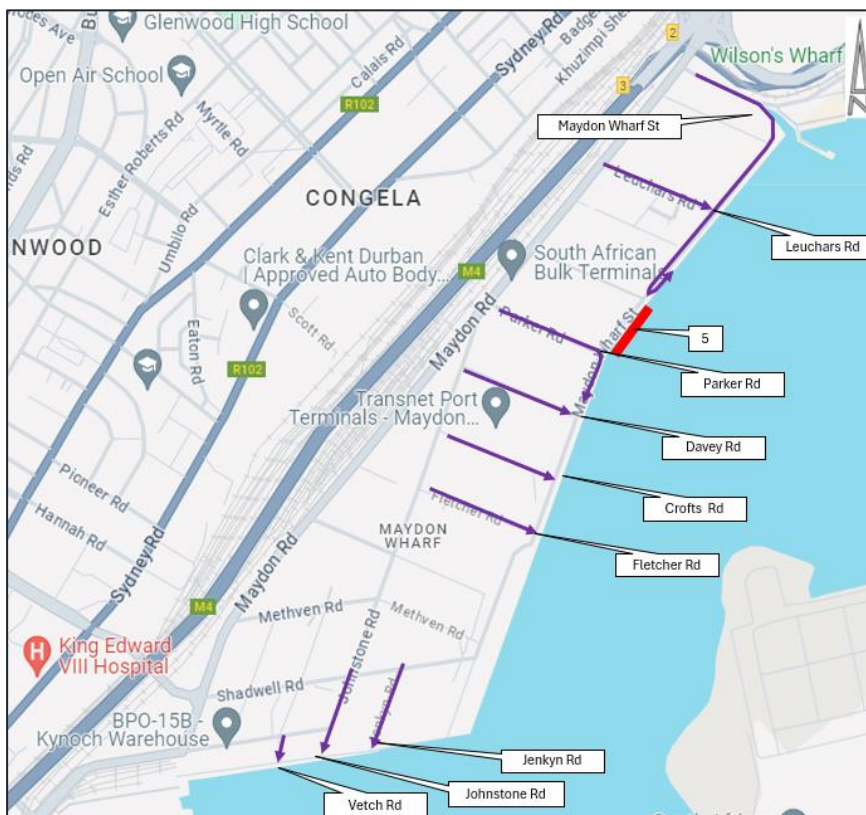 Glenwood High School
Open Air School
Calais Rd
R102
Sydney Rd
2
3
Wilson's Wharf
Maydon Wharf St
Myrtle Rd
Esther Roberts Rd
CONGELA
Leuchars Rd
Leuchars Rd
NWOOD
Umbilo Rd
Clark & Kent Durban
| Approved Auto Body...
M4
South African
Bulk Terminals
Scott Rd
Maydon Rd
Parker Rd
Maydon Wharf St
5
Eaton Rd
R102
Parker Rd
Transnet Port
Terminals - Maydon...
Davey Rd
Pioneer Rd
Crofts Rd
Hannah Rd
Fletcher Rd
MAYDON
WHARF
Fletcher Rd
Sydney Rd
Maydon Rd
M4
Methven Rd
Methven Rd
H
King Edward
VIII Hospital
Johnstone Rd
Shadwell Rd
Jenkyn Rd
BPO-15B -
Kynoch Warehouse
Jenkyn Rd
Johnstone Rd
Vetch Rd